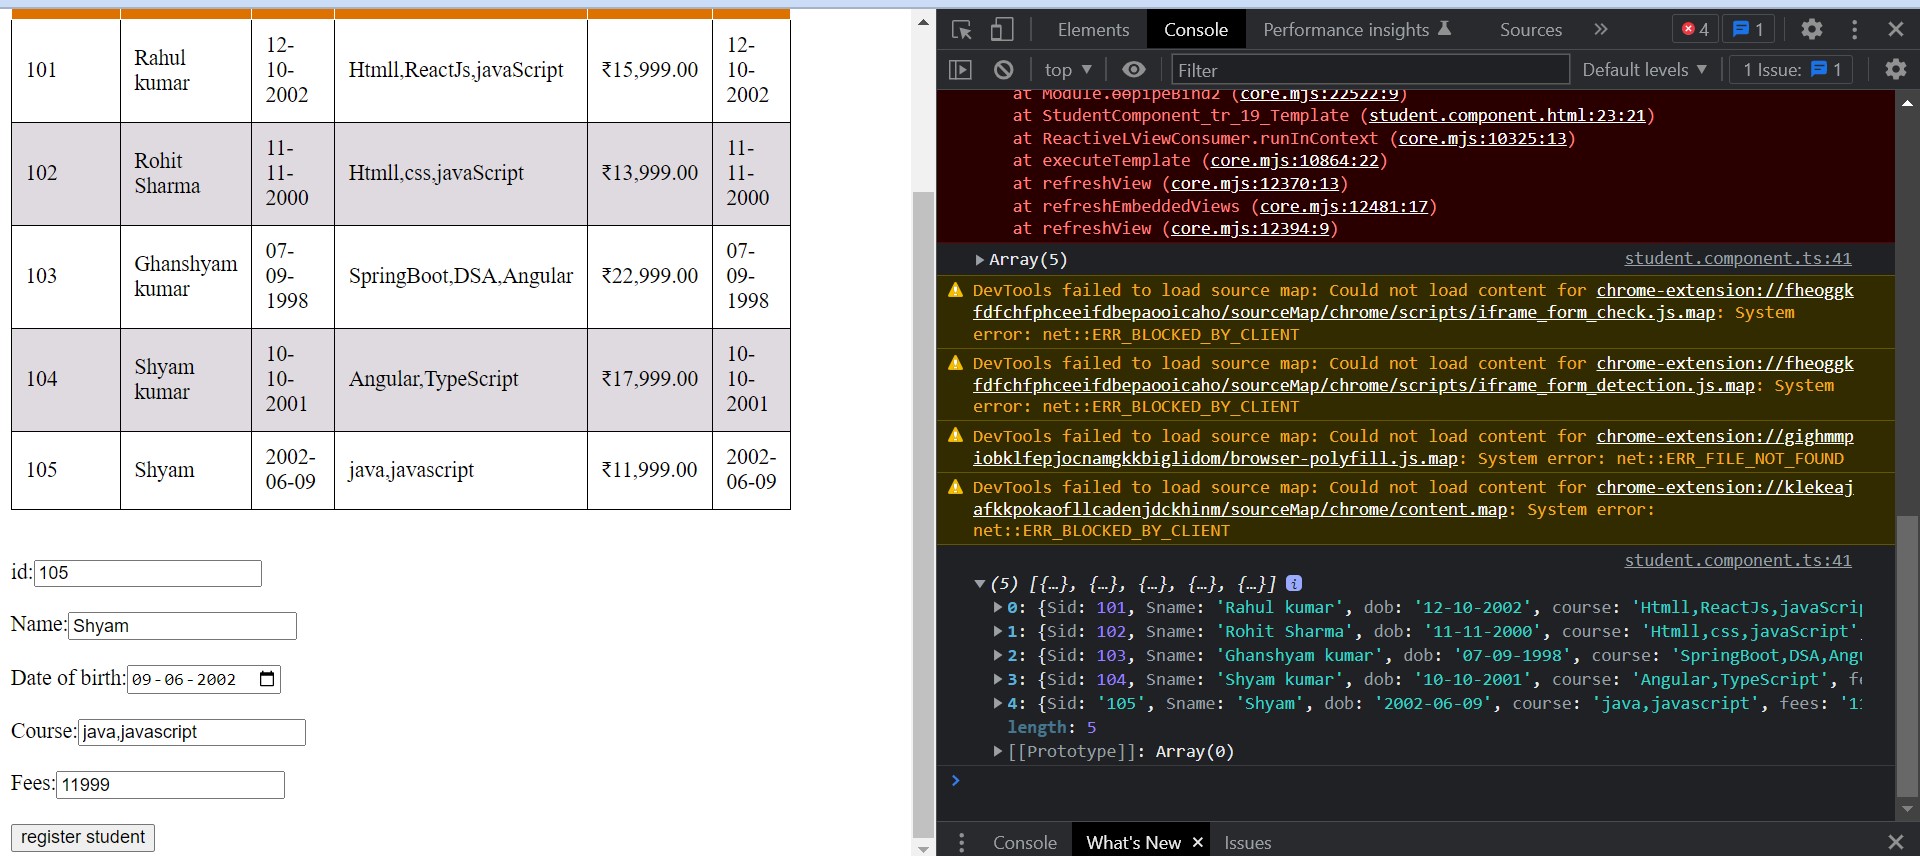 101
Rahul kumar
12-10-2002
Htmll,ReactJs,javaScript
₹15,999.00
12-10-2002
102
Rohit Sharma
11-11-2000
Htmll,css,javaScript
₹13,999.00
11-11-2000
103
Ghanshyam kumar
07-09-1998
SpringBoot,DSA,Angular
₹22,999.00
07-09-1998
104
Shyam kumar
10-10-2001
Angular,TypeScript
₹17,999.00
10-10-2001
105
Shyam
2002-06-09
java,javascript
₹11,999.00
2002-06-09
id:105
Name:Shyam
Date of birth:09-06-2002
Course:java,javascript
Fees:11999
register student
Elements Console Performance insights Sources » 4 1
top Filter Default levels 1 Issue: 1
at Module.ɵɵpipeBind2 (core.mjs:22522:9)
at StudentComponent_tr_19_Template (student.component.html:23:21)
at ReactiveLViewConsumer.runInContext (core.mjs:10325:13)
at executeTemplate (core.mjs:10864:22)
at refreshView (core.mjs:12370:13)
at refreshEmbeddedViews (core.mjs:12481:17)
at refreshView (core.mjs:12394:9)
Array(5) student.component.ts:41
DevTools failed to load source map: Could not load content for chrome-extension://fheoggk
fdfchfphceeifdbepaooicaho/sourceMap/chrome/scripts/iframe_form_check.js.map: System
error: net::ERR_BLOCKED_BY_CLIENT
DevTools failed to load source map: Could not load content for chrome-extension://fheoggk
fdfchfphceeifdbepaooicaho/sourceMap/chrome/scripts/iframe_form_detection.js.map: System
error: net::ERR_BLOCKED_BY_CLIENT
DevTools failed to load source map: Could not load content for chrome-extension://gighmmp
iobklfepjocnamgkkbiglidom/browser-polyfill.js.map: System error: net::ERR_FILE_NOT_FOUND
DevTools failed to load source map: Could not load content for chrome-extension://klekeaj
afkkpokaofllcadenjdckhinm/sourceMap/chrome/content.map: System error:
net::ERR_BLOCKED_BY_CLIENT
student.component.ts:41
(5) [{…}, {…}, {…}, {…}, {…}] i
0: {Sid: 101, Sname: 'Rahul kumar', dob: '12-10-2002', course: 'Htmll,ReactJs,javaScrip
1: {Sid: 102, Sname: 'Rohit Sharma', dob: '11-11-2000', course: 'Htmll,css,javaScript'
2: {Sid: 103, Sname: 'Ghanshyam kumar', dob: '07-09-1998', course: 'SpringBoot,DSA,Angu
3: {Sid: 104, Sname: 'Shyam kumar', dob: '10-10-2001', course: 'Angular,TypeScript', fe
4: {Sid: '105', Sname: 'Shyam', dob: '2002-06-09', course: 'java,javascript', fees: '11
length: 5
[[Prototype]]: Array(0)
Console What's New × Issues